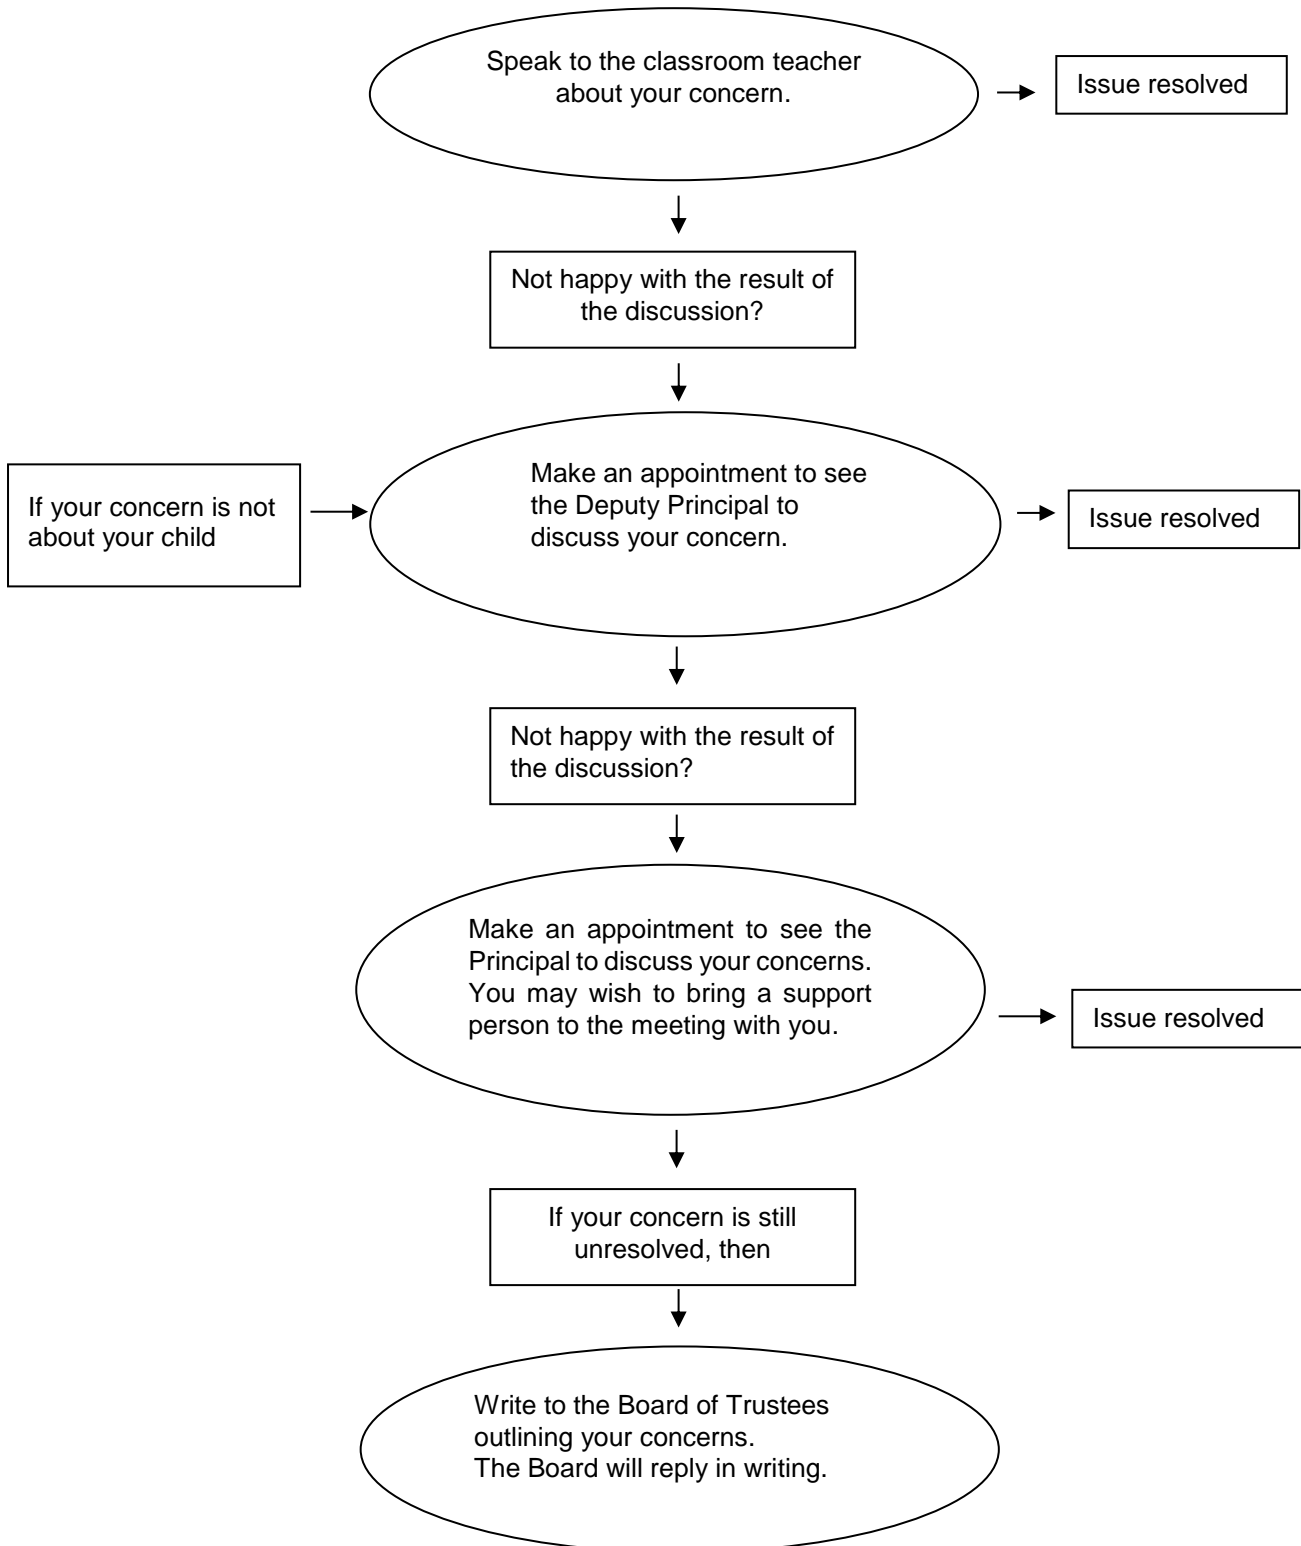 Speak to the classroom teacher
about your concern.
Issue resolved
Not happy with the result of
the discussion?
If your concern is not
about your child
Make an appointment to see
the Deputy Principal to
discuss your concern.
Issue resolved
Not happy with the result of
the discussion?
Make an appointment to see the
Principal to discuss your concerns.
You may wish to bring a support
person to the meeting with you.
Issue resolved
If your concern is still
unresolved, then
Write to the Board of Trustees
outlining your concerns.
The Board will reply in writing.